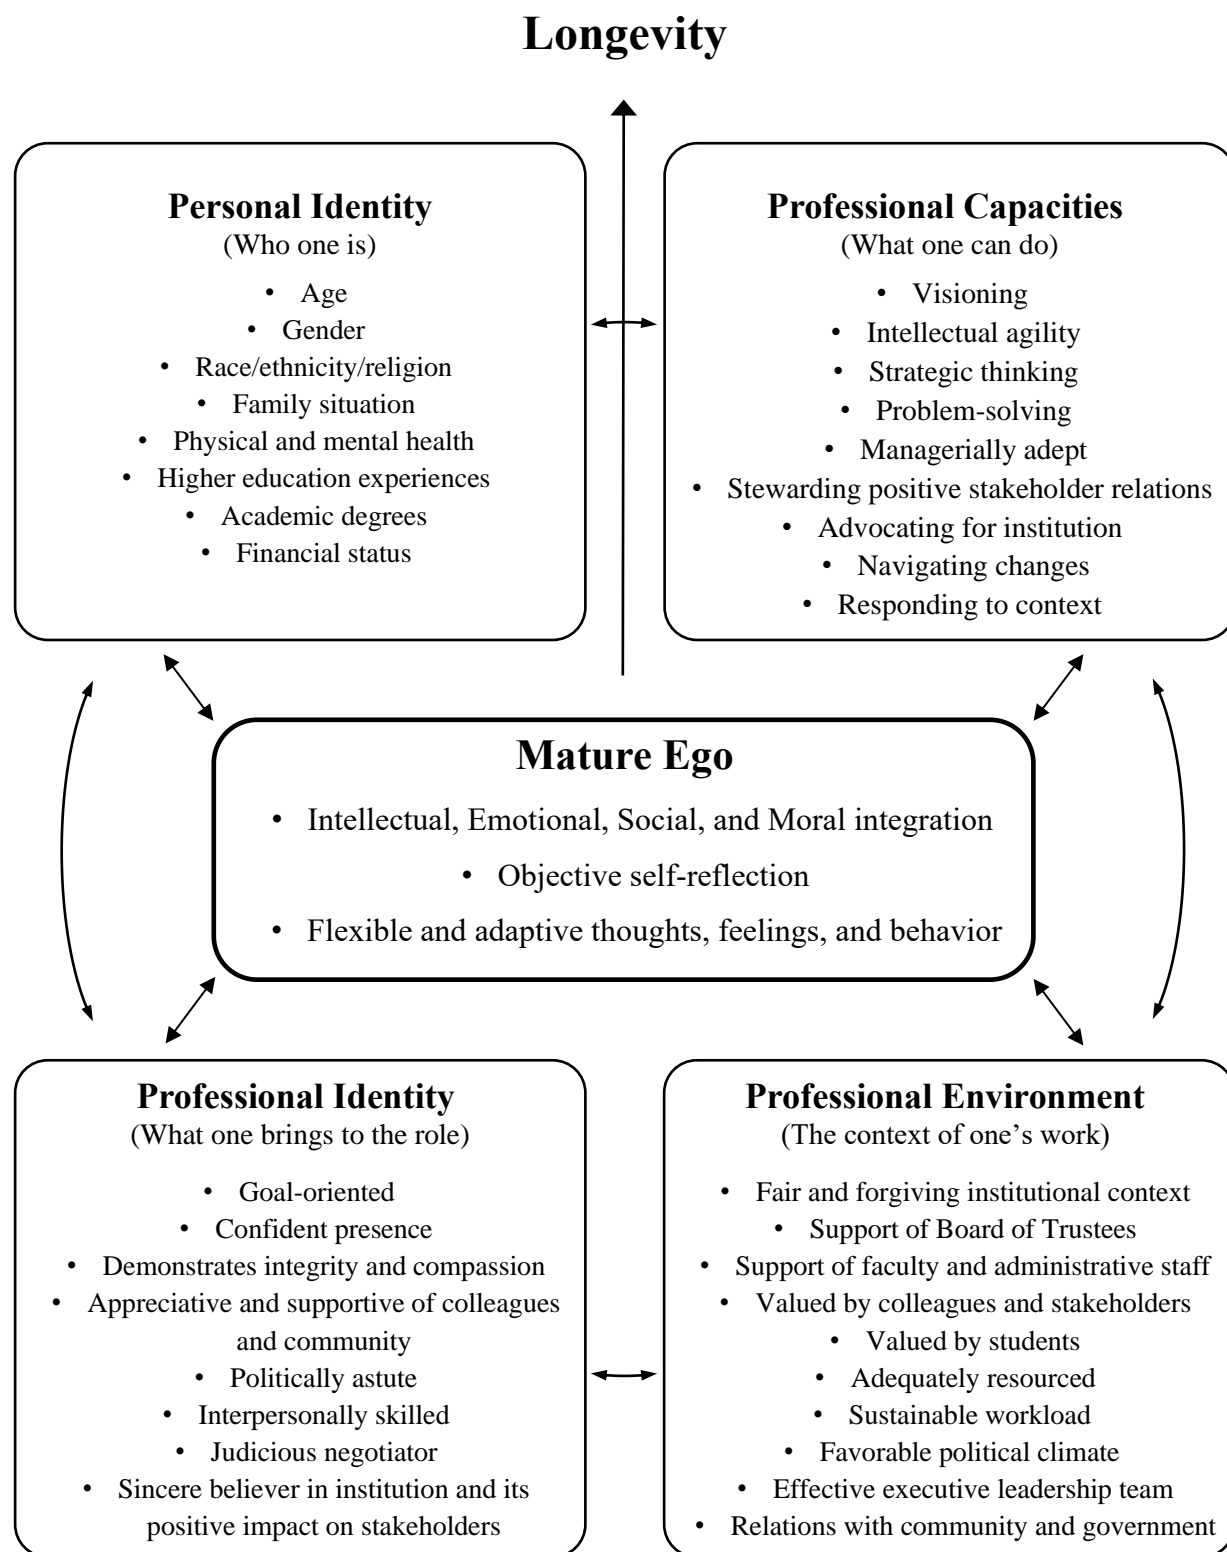 Longevity
Personal Identity
(Who one is)
• Age
• Gender
• Race/ethnicity/religion
• Family situation
• Physical and mental health
• Higher education experiences
• Academic degrees
• Financial status
Professional Capacities
(What one can do)
• Visioning
• Intellectual agility
• Strategic thinking
• Problem-solving
• Managerially adept
• Stewarding positive stakeholder relations
• Advocating for institution
• Navigating changes
• Responding to context
Mature Ego
• Intellectual, Emotional, Social, and Moral integration
• Objective self-reflection
• Flexible and adaptive thoughts, feelings, and behavior
Professional Identity
(What one brings to the role)
• Goal-oriented
• Confident presence
• Demonstrates integrity and compassion
• Appreciative and supportive of colleagues
and community
• Politically astute
• Interpersonally skilled
• Judicious negotiator
• Sincere believer in institution and its
positive impact on stakeholders
Professional Environment
(The context of one’s work)
• Fair and forgiving institutional context
• Support of Board of Trustees
• Support of faculty and administrative staff
• Valued by colleagues and stakeholders
• Valued by students
• Adequately resourced
• Sustainable workload
• Favorable political climate
• Effective executive leadership team
• Relations with community and government